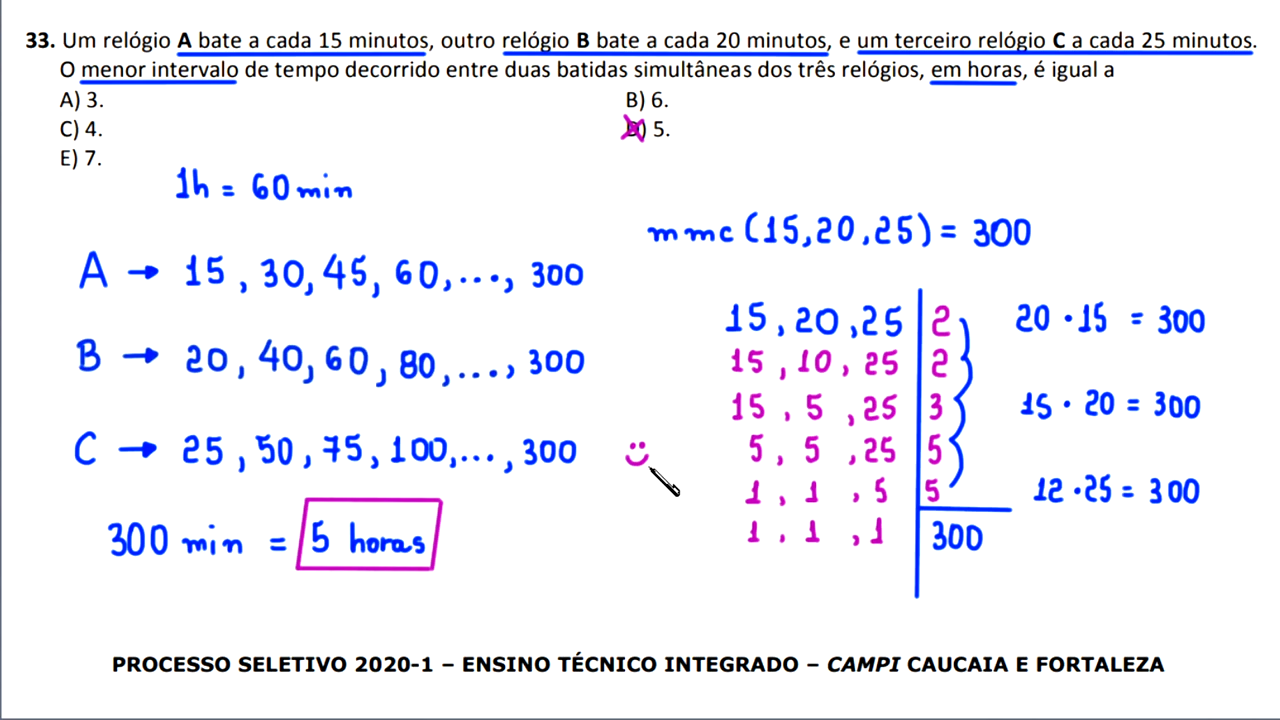 33. Um relógio A bate a cada 15 minutos, outro relógio B bate a cada 20 minutos, e um terceiro relógio C a cada 25 minutos.
O menor intervalo de tempo decorrido entre duas batidas simultâneas dos três relógios, em horas, é igual a
A) 3.
B) 6.
C) 4.
D) 5.
E) 7.
1h = 60 min
A → 15, 30, 45, 60, ..., 300
B → 20, 40, 60, 80, ..., 300
C → 25, 50, 75, 100, ..., 300
300 min = 5 horas
mmc (15, 20, 25) = 300
15, 20, 25 | 2
15, 10, 25 | 2
15, 5, 25 | 3
5, 5, 25 | 5
1, 1, 5 | 5
1, 1, 1 | 300
20 · 15 = 300
15 · 20 = 300
12 · 25 = 300
PROCESSO SELETIVO 2020-1 – ENSINO TÉCNICO INTEGRADO – CAMPI CAUCAIA E FORTALEZA